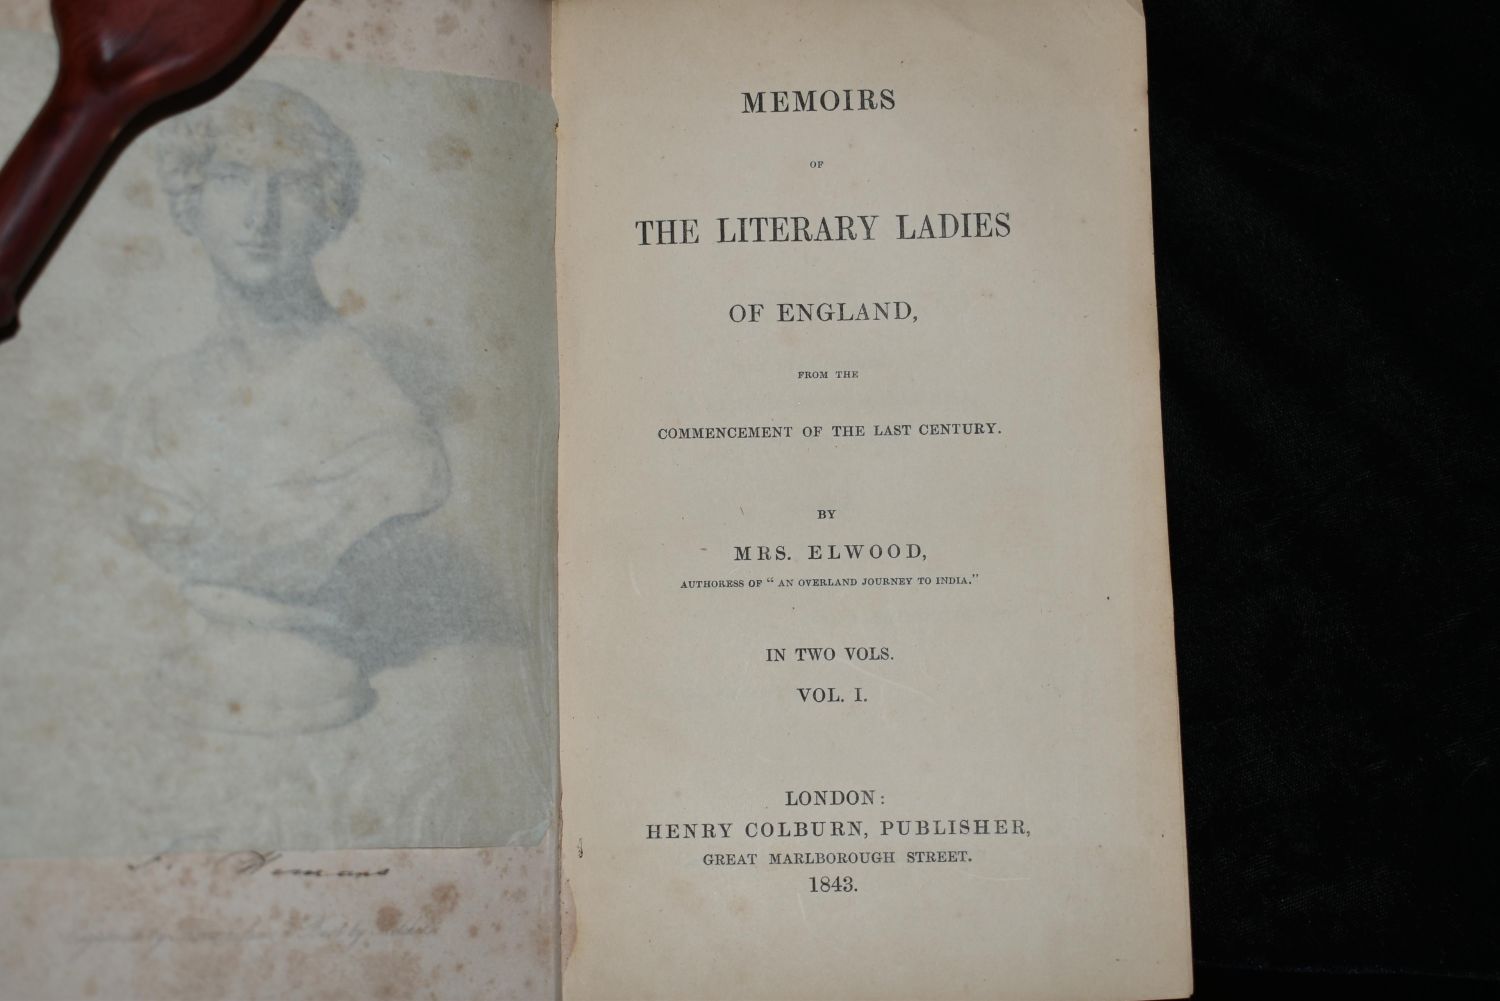 MEMOIRS
OF
THE LITERARY LADIES
OF ENGLAND,
FROM THE
COMMENCEMENT OF THE LAST CENTURY.
BY
MRS. ELWOOD,
AUTHORESS OF "AN OVERLAND JOURNEY TO INDIA."
IN TWO VOLS.
VOL. I.
LONDON:
HENRY COLBURN, PUBLISHER,
GREAT MARLBOROUGH STREET.
1843.